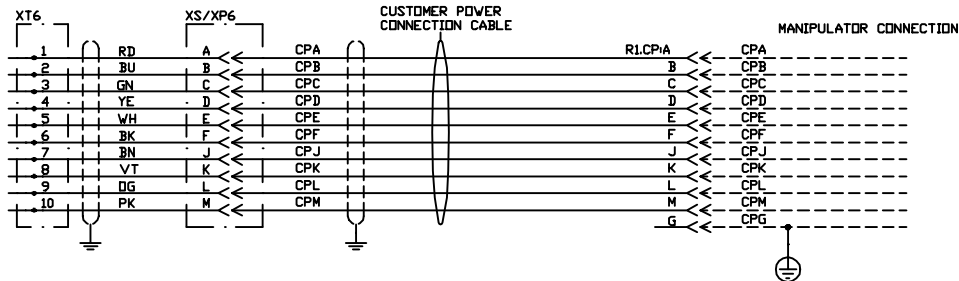 XT6 XS/XP6 CUSTOMER POWER
CONNECTION CABLE MANIPULATOR CONNECTION
1 RD A CPA R1.CP:A CPA
2 BU B CPB B CPB
3 GN C CPC C CPC
4 YE D CPD D CPD
5 WH E CPE E CPE
6 BK F CPF F CPF
7 BN J CPJ J CPJ
8 VT K CPK K CPK
9 OG L CPL L CPL
10 PK M CPM M CPM
G CPG